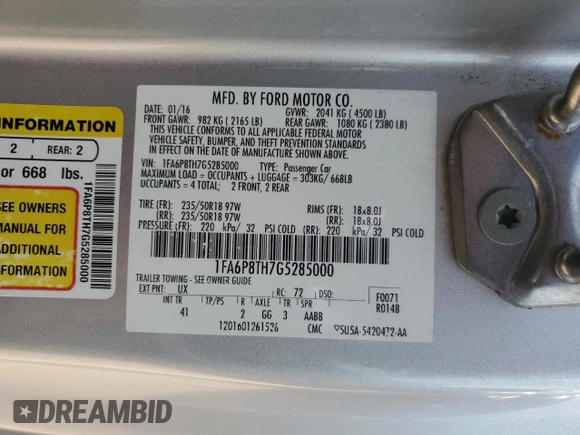 INFORMATION
2 REAR: 2
or 668 lbs.
SEE OWNERS
MANUAL FOR
ADDITIONAL
1FA6P8TH7G5285000
MFD. BY FORD MOTOR CO.
DATE: 01/16 GVWR: 2041 KG ( 4500 LB)
FRONT GAWR: 982 KG ( 2165 LB) REAR GAWR: 1080 KG ( 2380 LB)
THIS VEHICLE CONFORMS TO ALL APPLICABLE FEDERAL MOTOR
VEHICLE SAFETY, BUMPER, AND THEFT PREVENTION STANDARDS
IN EFFECT ON THE DATE OF MANUFACTURE SHOWN ABOVE.
VIN: 1FA6P8TH7G5285000 TYPE: Passenger Car
MAXIMUM LOAD = OCCUPANTS + LUGGAGE = 303KG/ 668LB
OCCUPANTS = 4 TOTAL; 2 FRONT, 2 REAR
TIRE (FR): 235/50R18 97W RIMS (FR): 18x8.0J
(RR): 235/50R18 97W (RR): 18x8.0J
PRESSURE (FR): 220 kPa/ 32 PSI COLD (RR): 220 kPa/ 32 PSI COLD
1FA6P8TH7G5285000
TRAILER TOWING - SEE OWNER GUIDE
EXT PNT: UX RC: 72 DSO: F0071
INT TR TP/PS R AXLE TR SPR R0148
41 2 GG 3 AABB
1201601261526 CMC
5U5A-5420472-AA
DREAMBID